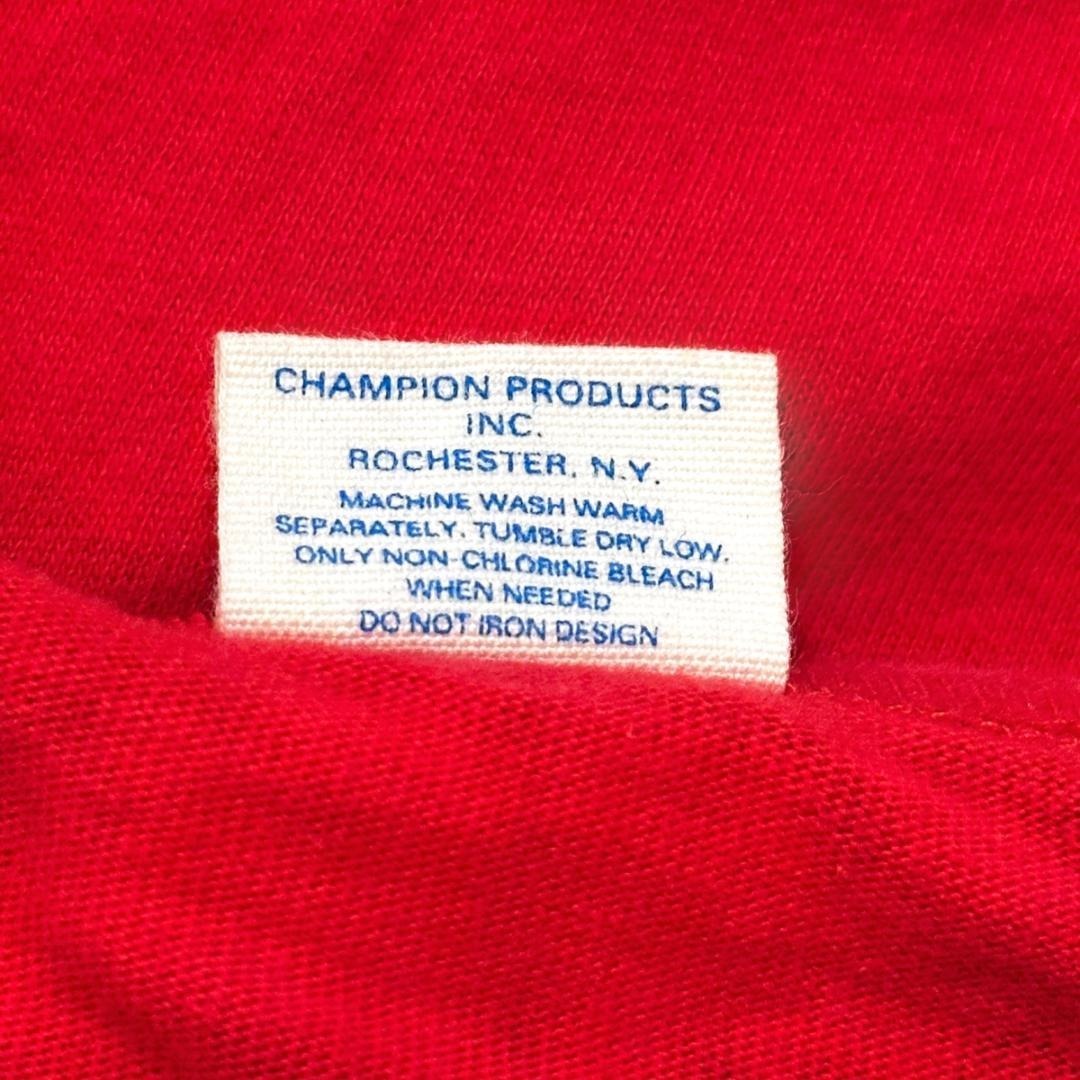 CHAMPION PRODUCTS
INC.
ROCHESTER, N.Y.
MACHINE WASH WARM
SEPARATELY. TUMBLE DRY LOW.
ONLY NON-CHLORINE BLEACH
WHEN NEEDED
DO NOT IRON DESIGN